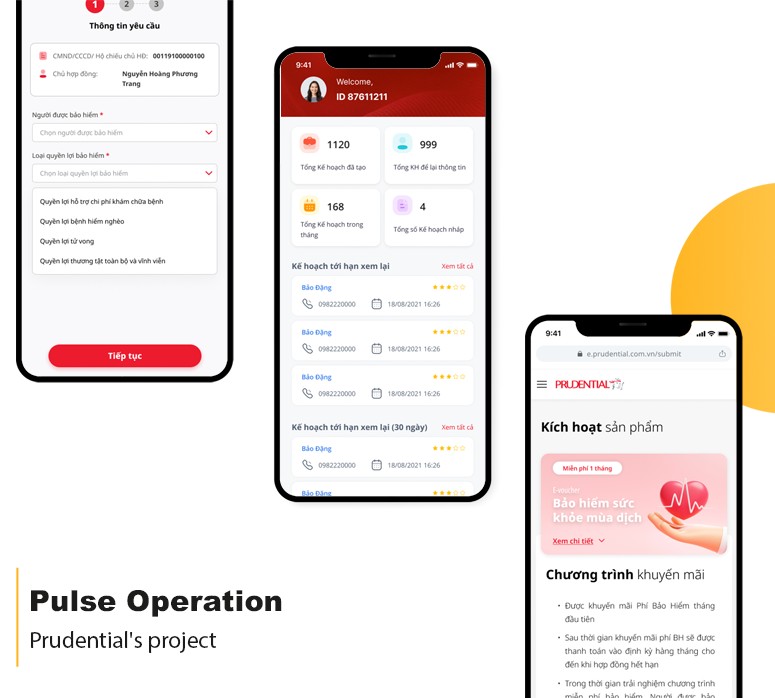 1 2 3
Thông tin yêu cầu
CMND/CCCD/ Hộ chiếu chủ HĐ: 00119100000100
Chủ hợp đồng: Nguyễn Hoàng Phương
Trang
Người được bảo hiểm *
Chọn người được bảo hiểm
Loại quyền lợi bảo hiểm *
Chọn loại quyền lợi bảo hiểm
Quyền lợi hỗ trợ chi phí khám chữa bệnh
Quyền lợi bệnh hiểm nghèo
Quyền lợi tử vong
Quyền lợi thương tật toàn bộ và vĩnh viễn
Tiếp tục
9:41
Welcome,
ID 87611211
1120
Tổng Kế hoạch đã tạo
999
Tổng KH để lại thông tin
168
Tổng Kế hoạch trong
tháng
4
Tổng số Kế hoạch nháp
Kế hoạch tới hạn xem lại Xem tất cả
Bảo Đặng
0982220000 18/08/2021 16:26
Bảo Đặng
0982220000 18/08/2021 16:26
Bảo Đặng
0982220000 18/08/2021 16:26
Kế hoạch tới hạn xem lại (30 ngày) Xem tất cả
Bảo Đặng
0982220000 18/08/2021 16:26
Bảo Đặng
9:41
e.prudential.com.vn/submit
PRUDENTIAL
Kích hoạt sản phẩm
Miễn phí 1 tháng
E-voucher
Bảo hiểm sức
khỏe mùa dịch
Xem chi tiết
Chương trình khuyến mãi
• Được khuyến mãi Phí Bảo Hiểm tháng
đầu tiên
• Sau thời gian khuyến mãi phí BH sẽ được
thanh toán vào định kỳ hàng tháng cho
đến khi hợp đồng hết hạn
• Trong thời gian trải nghiệm chương trình
miễn phí bảo hiểm, Người được bảo
Pulse Operation
Prudential's project